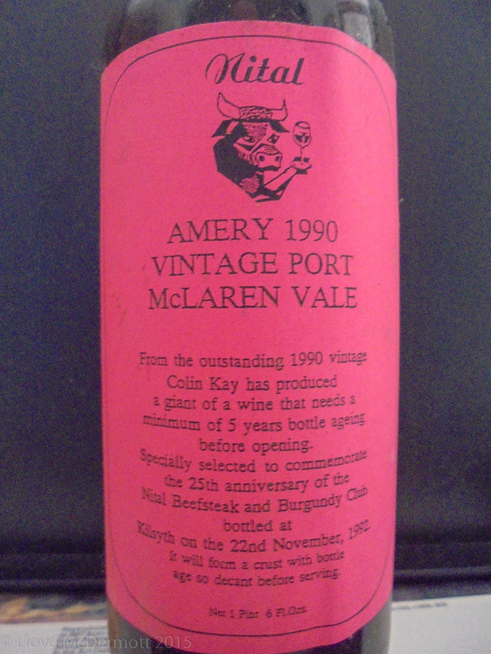 Nital
AMERY 1990
VINTAGE PORT
McLAREN VALE
From the outstanding 1990 vintage
Colin Kay has produced
a giant of a wine that needs a
minimum of 5 years bottle ageing
before opening.
Specially selected to commemorate
the 25th anniversary of the
Nital Beefsteak and Burgundy Club
bottled at
Kilsyth on the 22nd November, 1992.
It will form a crust with bottle
age so decant before serving.
Net 1 Pint 6 Fl.Ozs
© Lloyd McDermott 2015